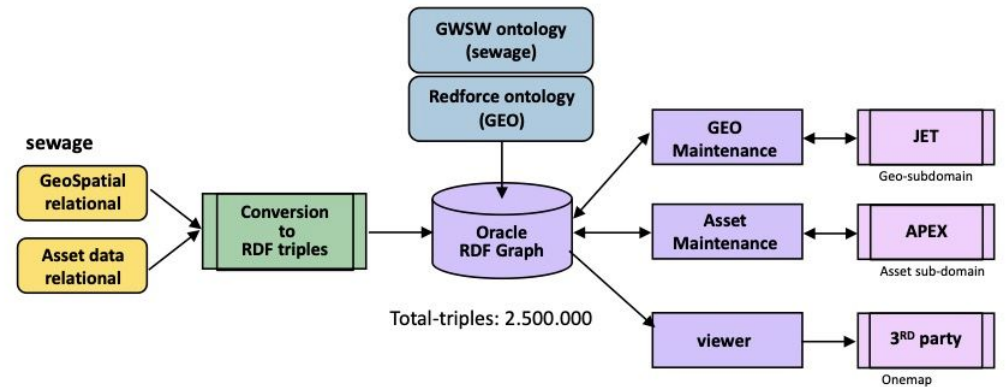 GWSW ontology
(sewage)
Redforce ontology
(GEO)
sewage
GeoSpatial
relational
Asset data
relational
Conversion
to
RDF triples
Oracle
RDF Graph
Total-triples: 2.500.000
GEO
Maintenance
JET
Geo-subdomain
Asset
Maintenance
APEX
Asset sub-domain
viewer
3RD party
Onemap